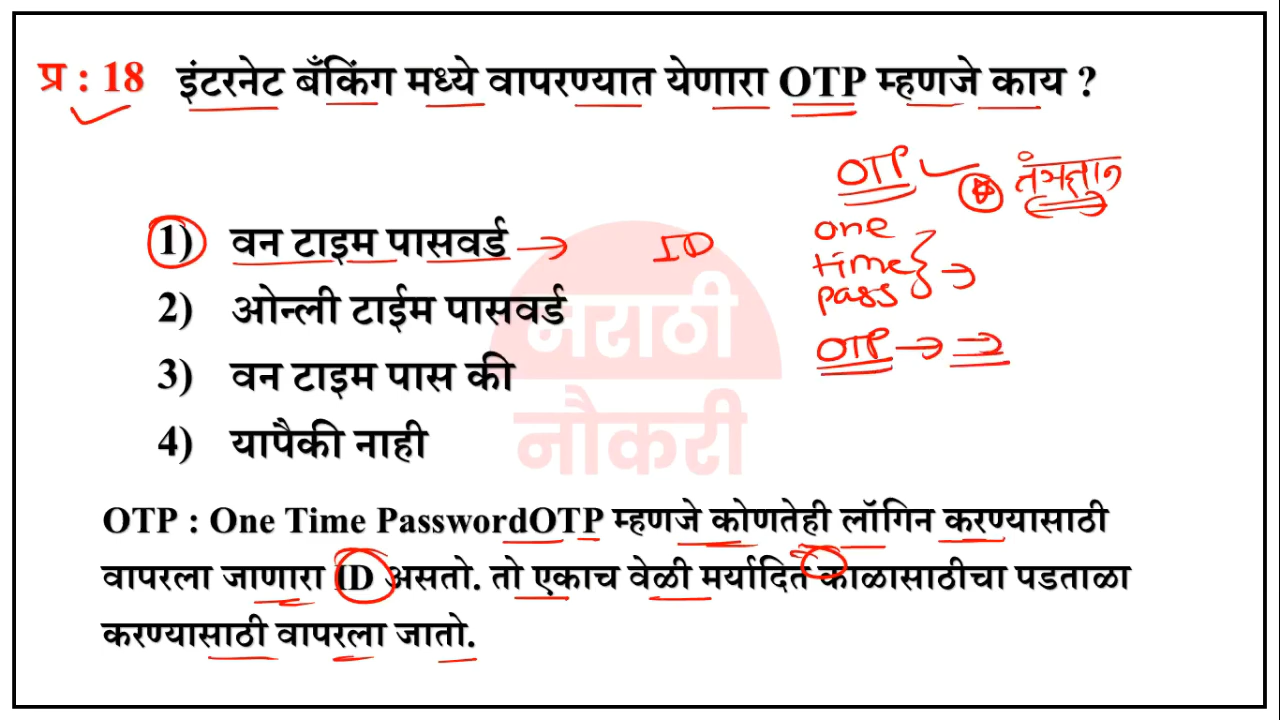 प्र : 18 इंटरनेट बँकिंग मध्ये वापरण्यात येणारा OTP म्हणजे काय ?
OTP तंत्रज्ञान
1) वन टाइम पासवर्ड ID
one
time
pass
2) ओन्ली टाईम पासवर्ड
OTP
3) वन टाइम पास की
4) यापैकी नाही
मराठी
नौकरी
OTP : One Time PasswordOTP म्हणजे कोणतेही लॉगिन करण्यासाठी
वापरला जाणारा ID असतो. तो एकाच वेळी मर्यादित काळासाठीचा पडताळा
करण्यासाठी वापरला जातो.